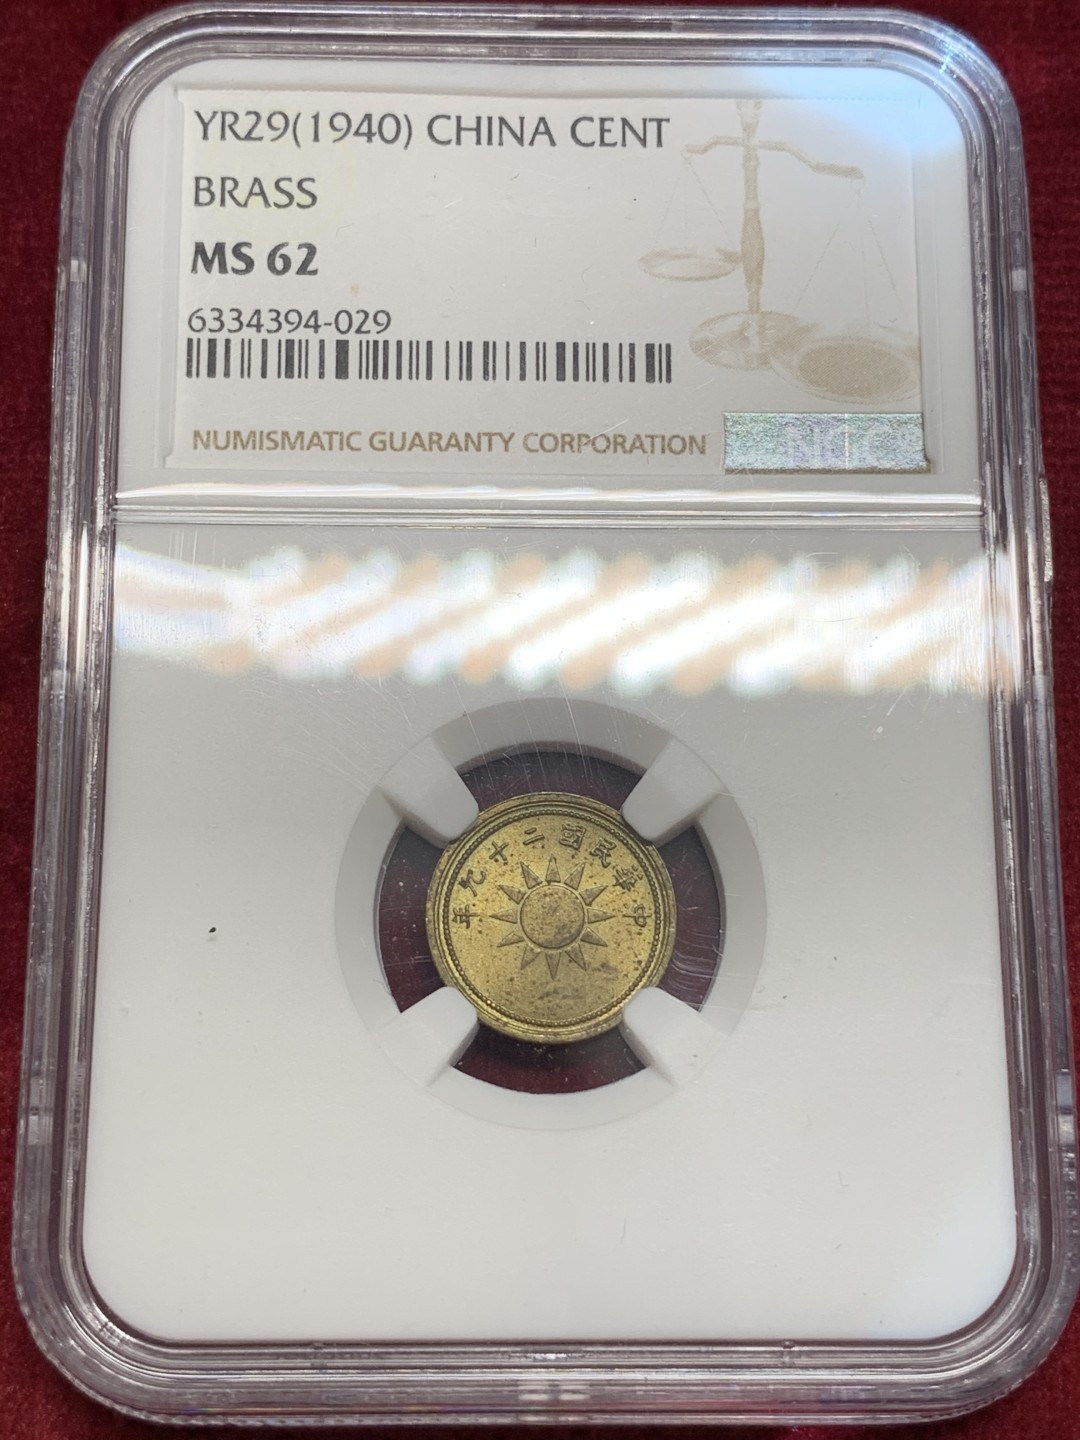 YR29(1940) CHINA CENT
BRASS
MS 62
6334394-029
NUMISMATIC GUARANTY CORPORATION
NGC
年九十二國民華中